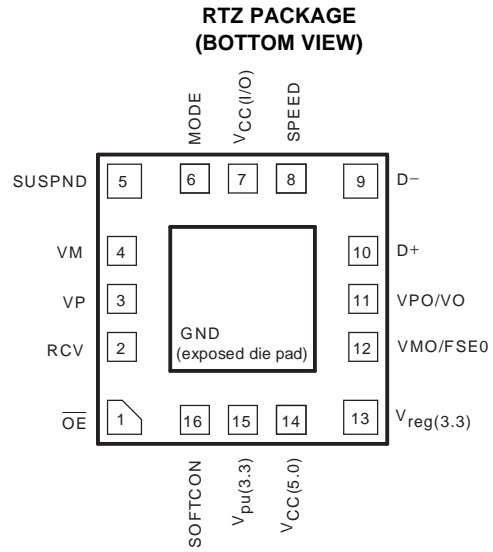 RTZ PACKAGE
(BOTTOM VIEW)
MODE
VCC(I/O)
SPEED
SUSPND 5 6 7 8 9 D−
VM 4 10 D+
VP 3 11 VPO/VO
RCV 2 GND 12 VMO/FSE0
(exposed die pad)
OE 1 16 15 14 13 Vreg(3.3)
SOFTCON
Vpu(3.3)
VCC(5.0)